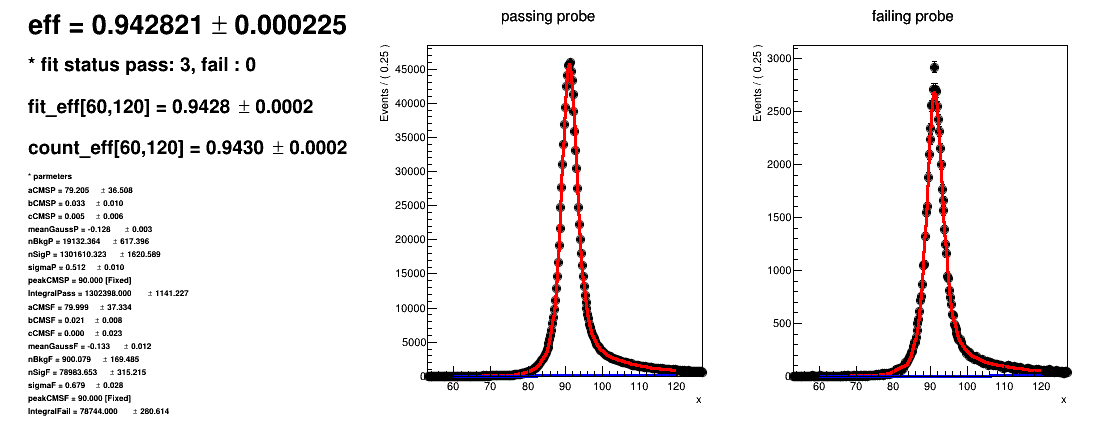 eff = 0.942821 ± 0.000225
* fit status pass: 3, fail : 0
fit_eff[60,120] = 0.9428 ± 0.0002
count_eff[60,120] = 0.9430 ± 0.0002
* parmeters
aCMSP = 79.205 ± 36.508
bCMSP = 0.033 ± 0.010
cCMSP = 0.005 ± 0.006
meanGaussP = -0.128 ± 0.003
nBkgP = 19132.364 ± 617.396
nSigP = 1301610.323 ± 1620.589
sigmaP = 0.512 ± 0.010
peakCMSP = 90.000 [Fixed]
IntegralPass = 1302398.000 ± 1141.227
aCMSF = 79.999 ± 37.334
bCMSF = 0.021 ± 0.008
cCMSF = 0.000 ± 0.023
meanGaussF = -0.133 ± 0.012
nBkgF = 900.079 ± 169.485
nSigF = 78983.653 ± 315.215
sigmaF = 0.679 ± 0.028
peakCMSF = 90.000 [Fixed]
IntegralFail = 78744.000 ± 280.614
passing probe
Events / ( 0.25 )
45000
40000
35000
30000
25000
20000
15000
10000
5000
0
60 70 80 90 100 110 120
x
failing probe
Events / ( 0.25 )
3000
2500
2000
1500
1000
500
0
60 70 80 90 100 110 120
x